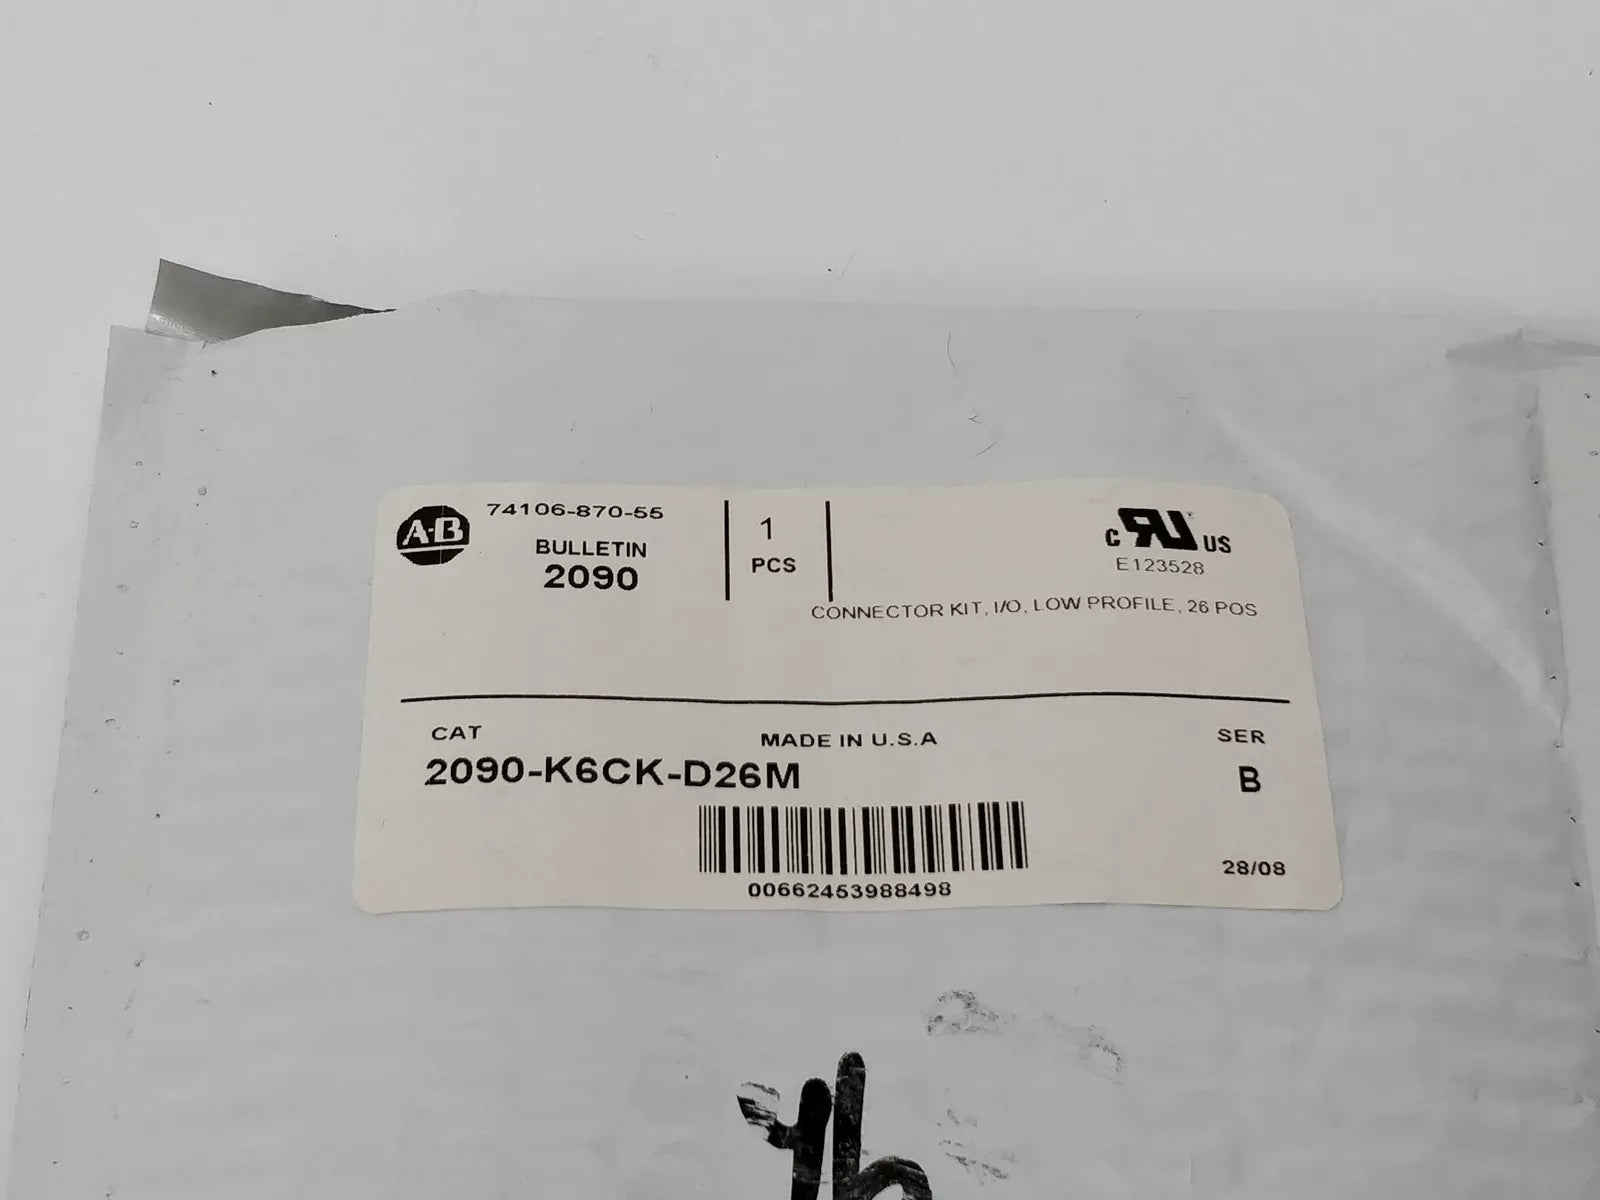 A-B
74106-870-55
BULLETIN
2090
1
PCS
c RU US
E123528
CONNECTOR KIT, I/O, LOW PROFILE, 26 POS
CAT
MADE IN U.S.A
SER
2090-K6CK-D26M
B
00662453988498
28/08